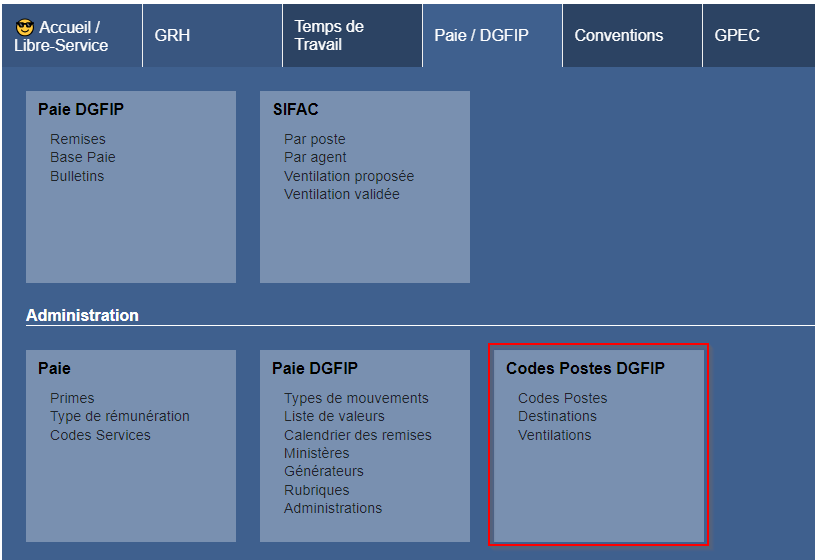 Accueil /
Libre-Service
GRH
Temps de
Travail
Paie / DGFIP
Conventions
GPEC
Paie DGFIP
Remises
Base Paie
Bulletins
SIFAC
Par poste
Par agent
Ventilation proposée
Ventilation validée
Administration
Paie
Primes
Type de rémunération
Codes Services
Paie DGFIP
Types de mouvements
Liste de valeurs
Calendrier des remises
Ministères
Générateurs
Rubriques
Administrations
Codes Postes DGFIP
Codes Postes
Destinations
Ventilations